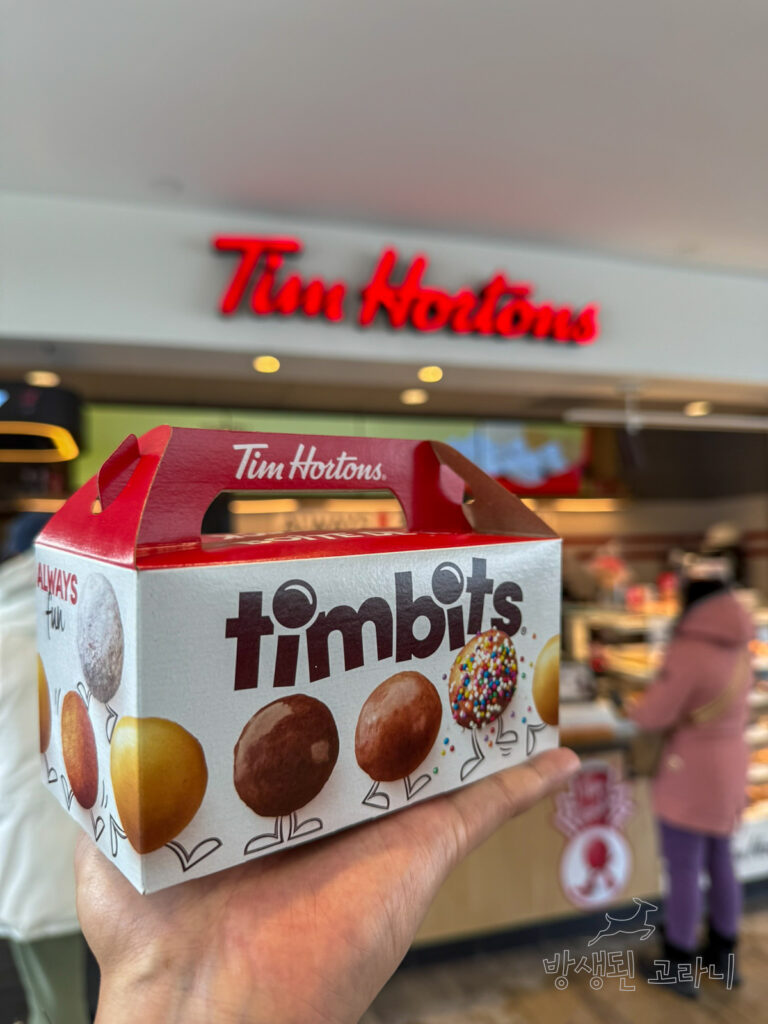 Tim Hortons
Tim Hortons®
ALWAYS
fun
timbits®
방생된 고라니